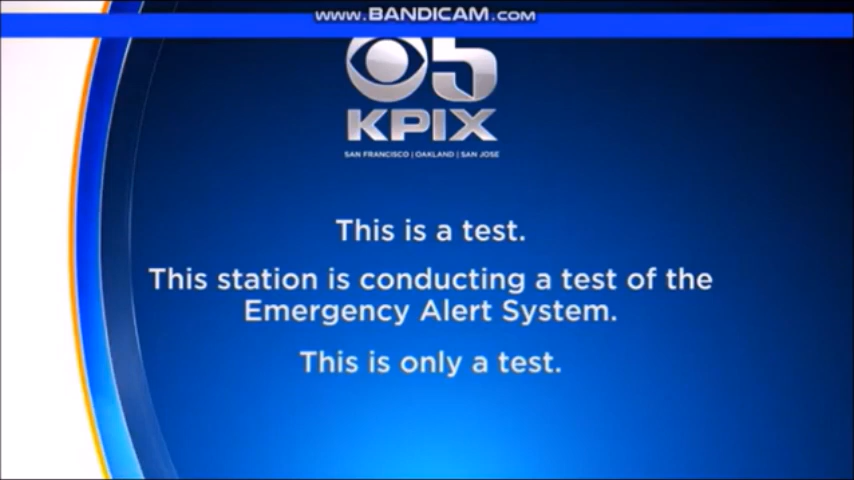 WWW.BANDICAM.COM
5
KPIX
SAN FRANCISCO | OAKLAND | SAN JOSE
This is a test.
This station is conducting a test of the
Emergency Alert System.
This is only a test.